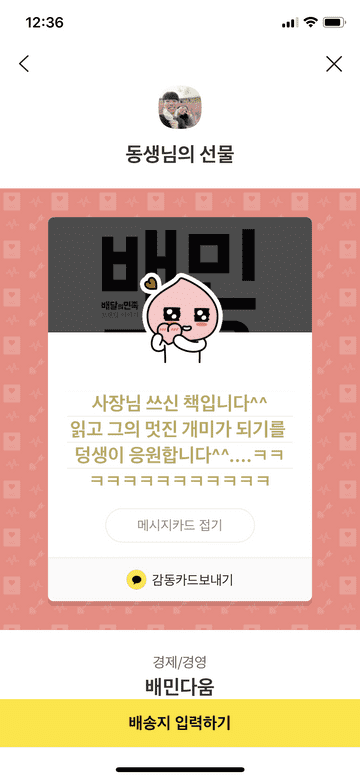 12:36
동생님의 선물
배민
배달의민족
사장님 쓰신 책입니다^^
읽고 그의 멋진 개미가 되기를
덩생이 응원합니다^^....ㅋㅋ
ㅋㅋㅋㅋㅋㅋㅋㅋㅋㅋㅋ
메시지카드 접기
감동카드보내기
경제/경영
배민다움
배송지 입력하기